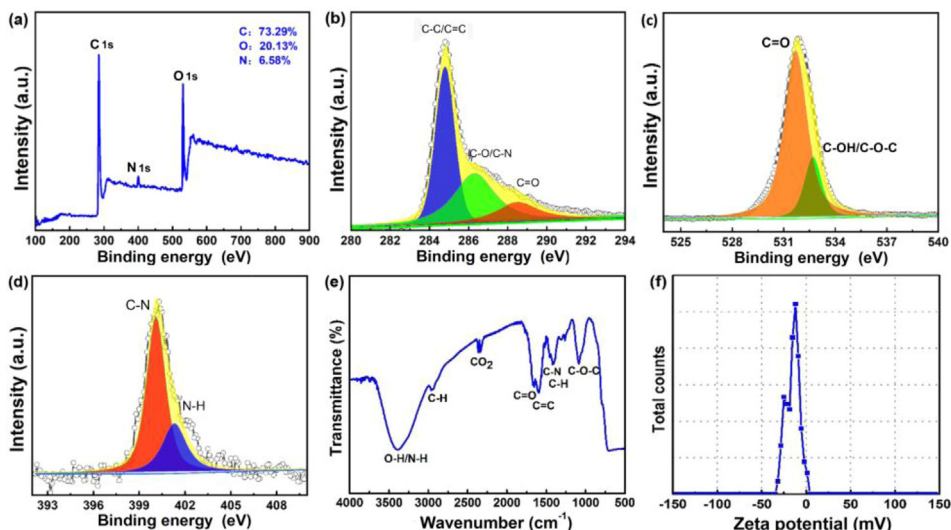 (a)
C 1s
C: 73.29%
O: 20.13%
N: 6.58%
O 1s
N 1s
Intensity (a.u.)
100 200 300 400 500 600 700 800 900
Binding energy (eV)
(b)
C-C/C=C
C-O/C-N
C=O
Intensity (a.u.)
280 282 284 286 288 290 292 294
Binding energy (eV)
(c)
C=O
C-OH/C-O-C
Intensity (a.u.)
525 528 531 534 537 540
Binding energy (eV)
(d)
C-N
N-H
Intensity (a.u.)
393 396 399 402 405 408
Binding energy (eV)
(e)
CO2
C-H
O-H/N-H
C=O
C=C
C-N
C-H
C-O-C
Transmittance (%)
4000 3500 3000 2500 2000 1500 1000 500
Wavenumber (cm-1)
(f)
Total counts
-150 -100 -50 0 50 100 150
Zeta potential (mV)